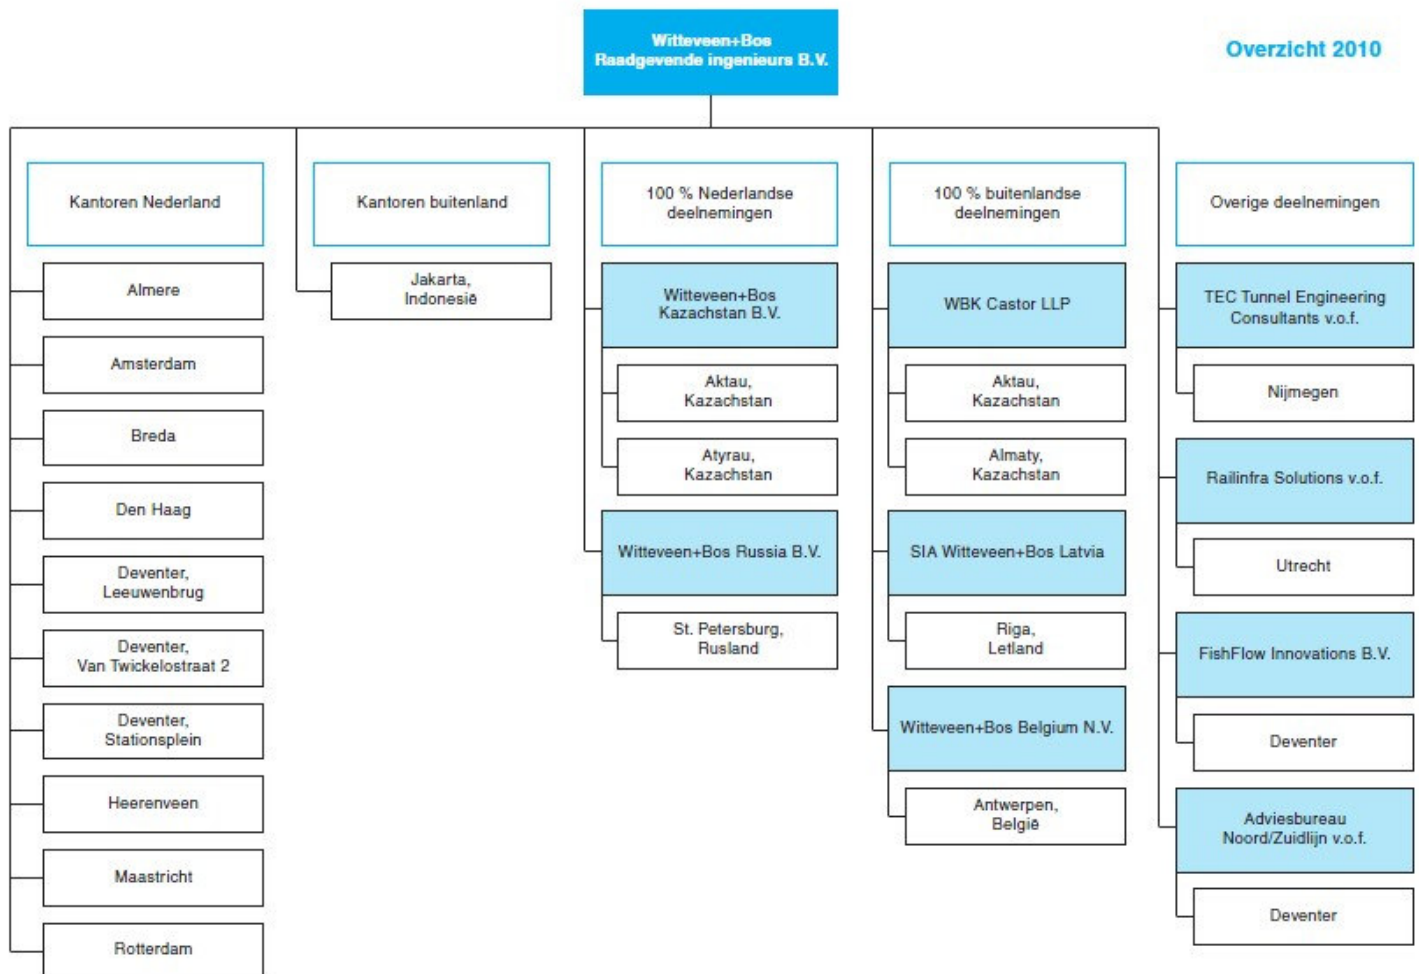 Witteveen+Bos
Raadgevende ingenieurs B.V.
Overzicht 2010
Kantoren Nederland
Almere
Amsterdam
Breda
Den Haag
Deventer,
Leeuwenbrug
Deventer,
Van Twickelostraat 2
Deventer,
Stationsplein
Heerenveen
Maastricht
Rotterdam
Kantoren buitenland
Jakarta,
Indonesië
100 % Nederlandse
deelnemingen
Witteveen+Bos
Kazachstan B.V.
Aktau,
Kazachstan
Atyrau,
Kazachstan
Witteveen+Bos Russia B.V.
St. Petersburg,
Rusland
100 % buitenlandse
deelnemingen
WBK Castor LLP
Aktau,
Kazachstan
Almaty,
Kazachstan
SIA Witteveen+Bos Latvia
Riga,
Letland
Witteveen+Bos Belgium N.V.
Antwerpen,
België
Overige deelnemingen
TEC Tunnel Engineering
Consultants v.o.f.
Nijmegen
Railinfra Solutions v.o.f.
Utrecht
FishFlow Innovations B.V.
Deventer
Adviesbureau
Noord/Zuidlijn v.o.f.
Deventer